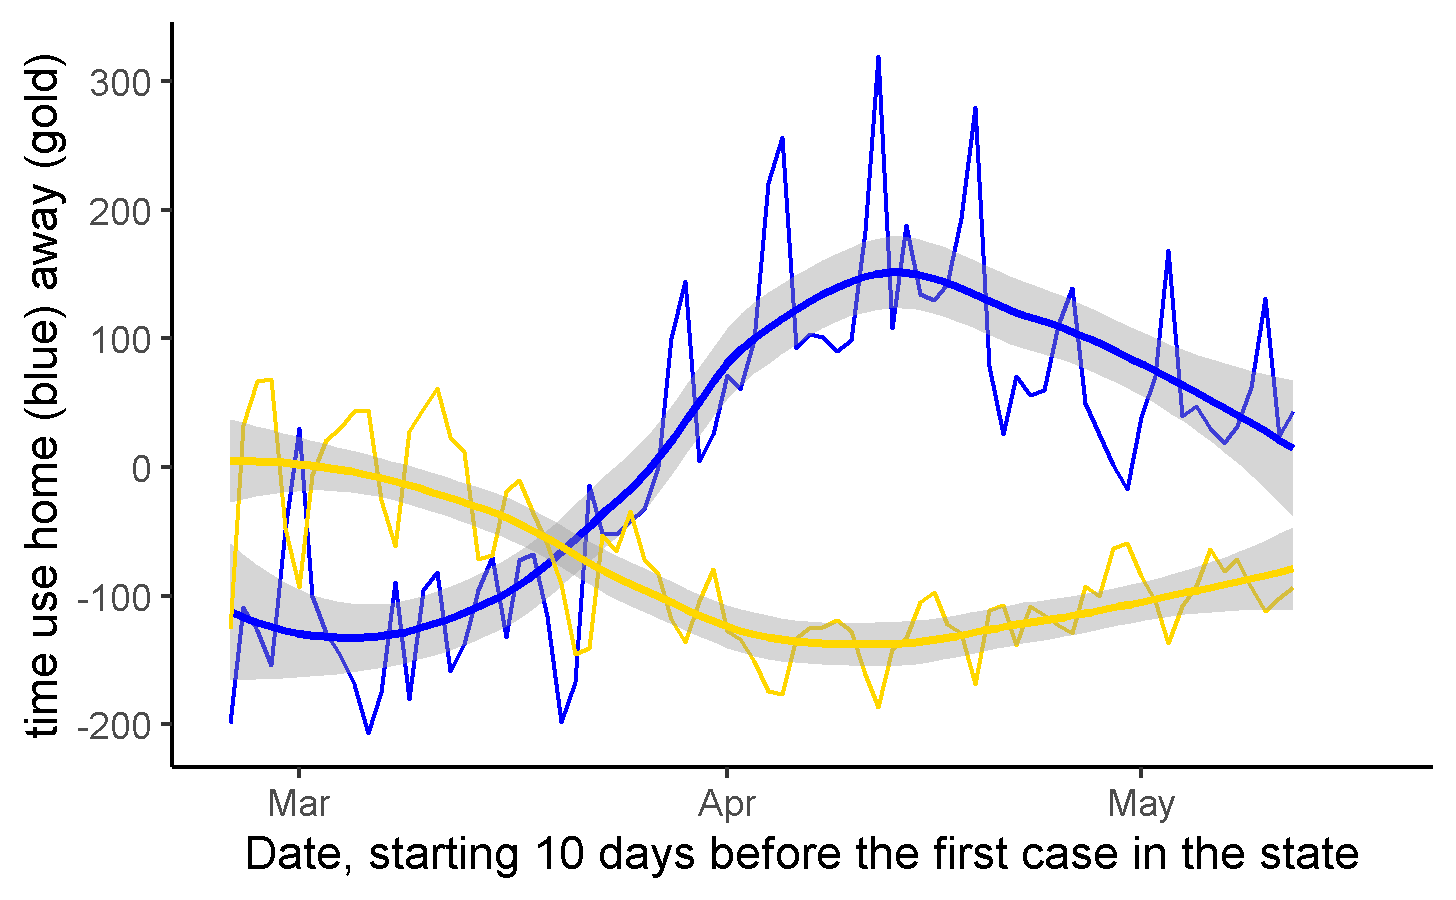 time use home (blue) away (gold)
300
200
100
0
-100
-200
Mar
Apr
May
Date, starting 10 days before the first case in the state